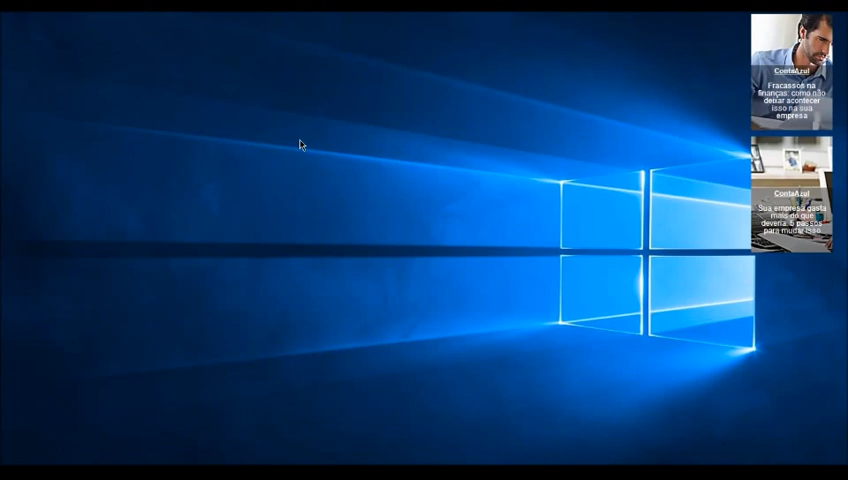 ContaAzul
Fracassos na
finanças: como não
deixar acontecer
isso na sua
empresa
ContaAzul
Sua empresa gasta
mais do que
deveria. 5 passos
para mudar isso